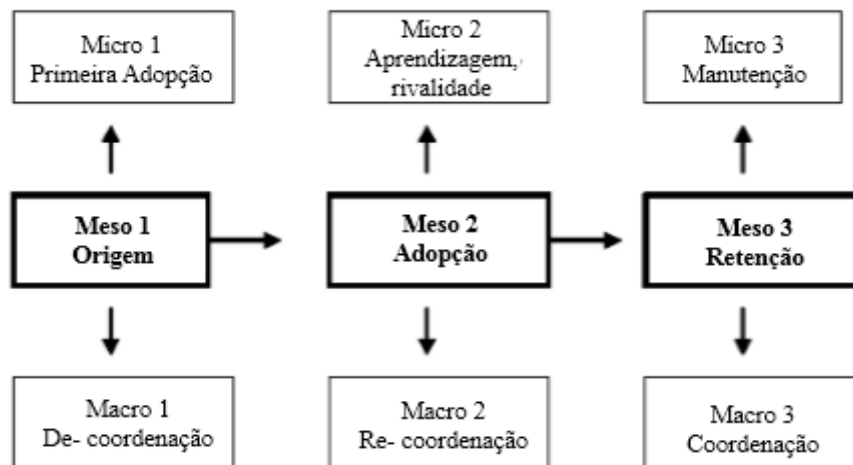 Micro 1
Primeira Adopção
Micro 2
Aprendizagem,
rivalidade
Micro 3
Manutenção
Meso 1
Origem
Meso 2
Adopção
Meso 3
Retenção
Macro 1
De- coordenação
Macro 2
Re- coordenação
Macro 3
Coordenação